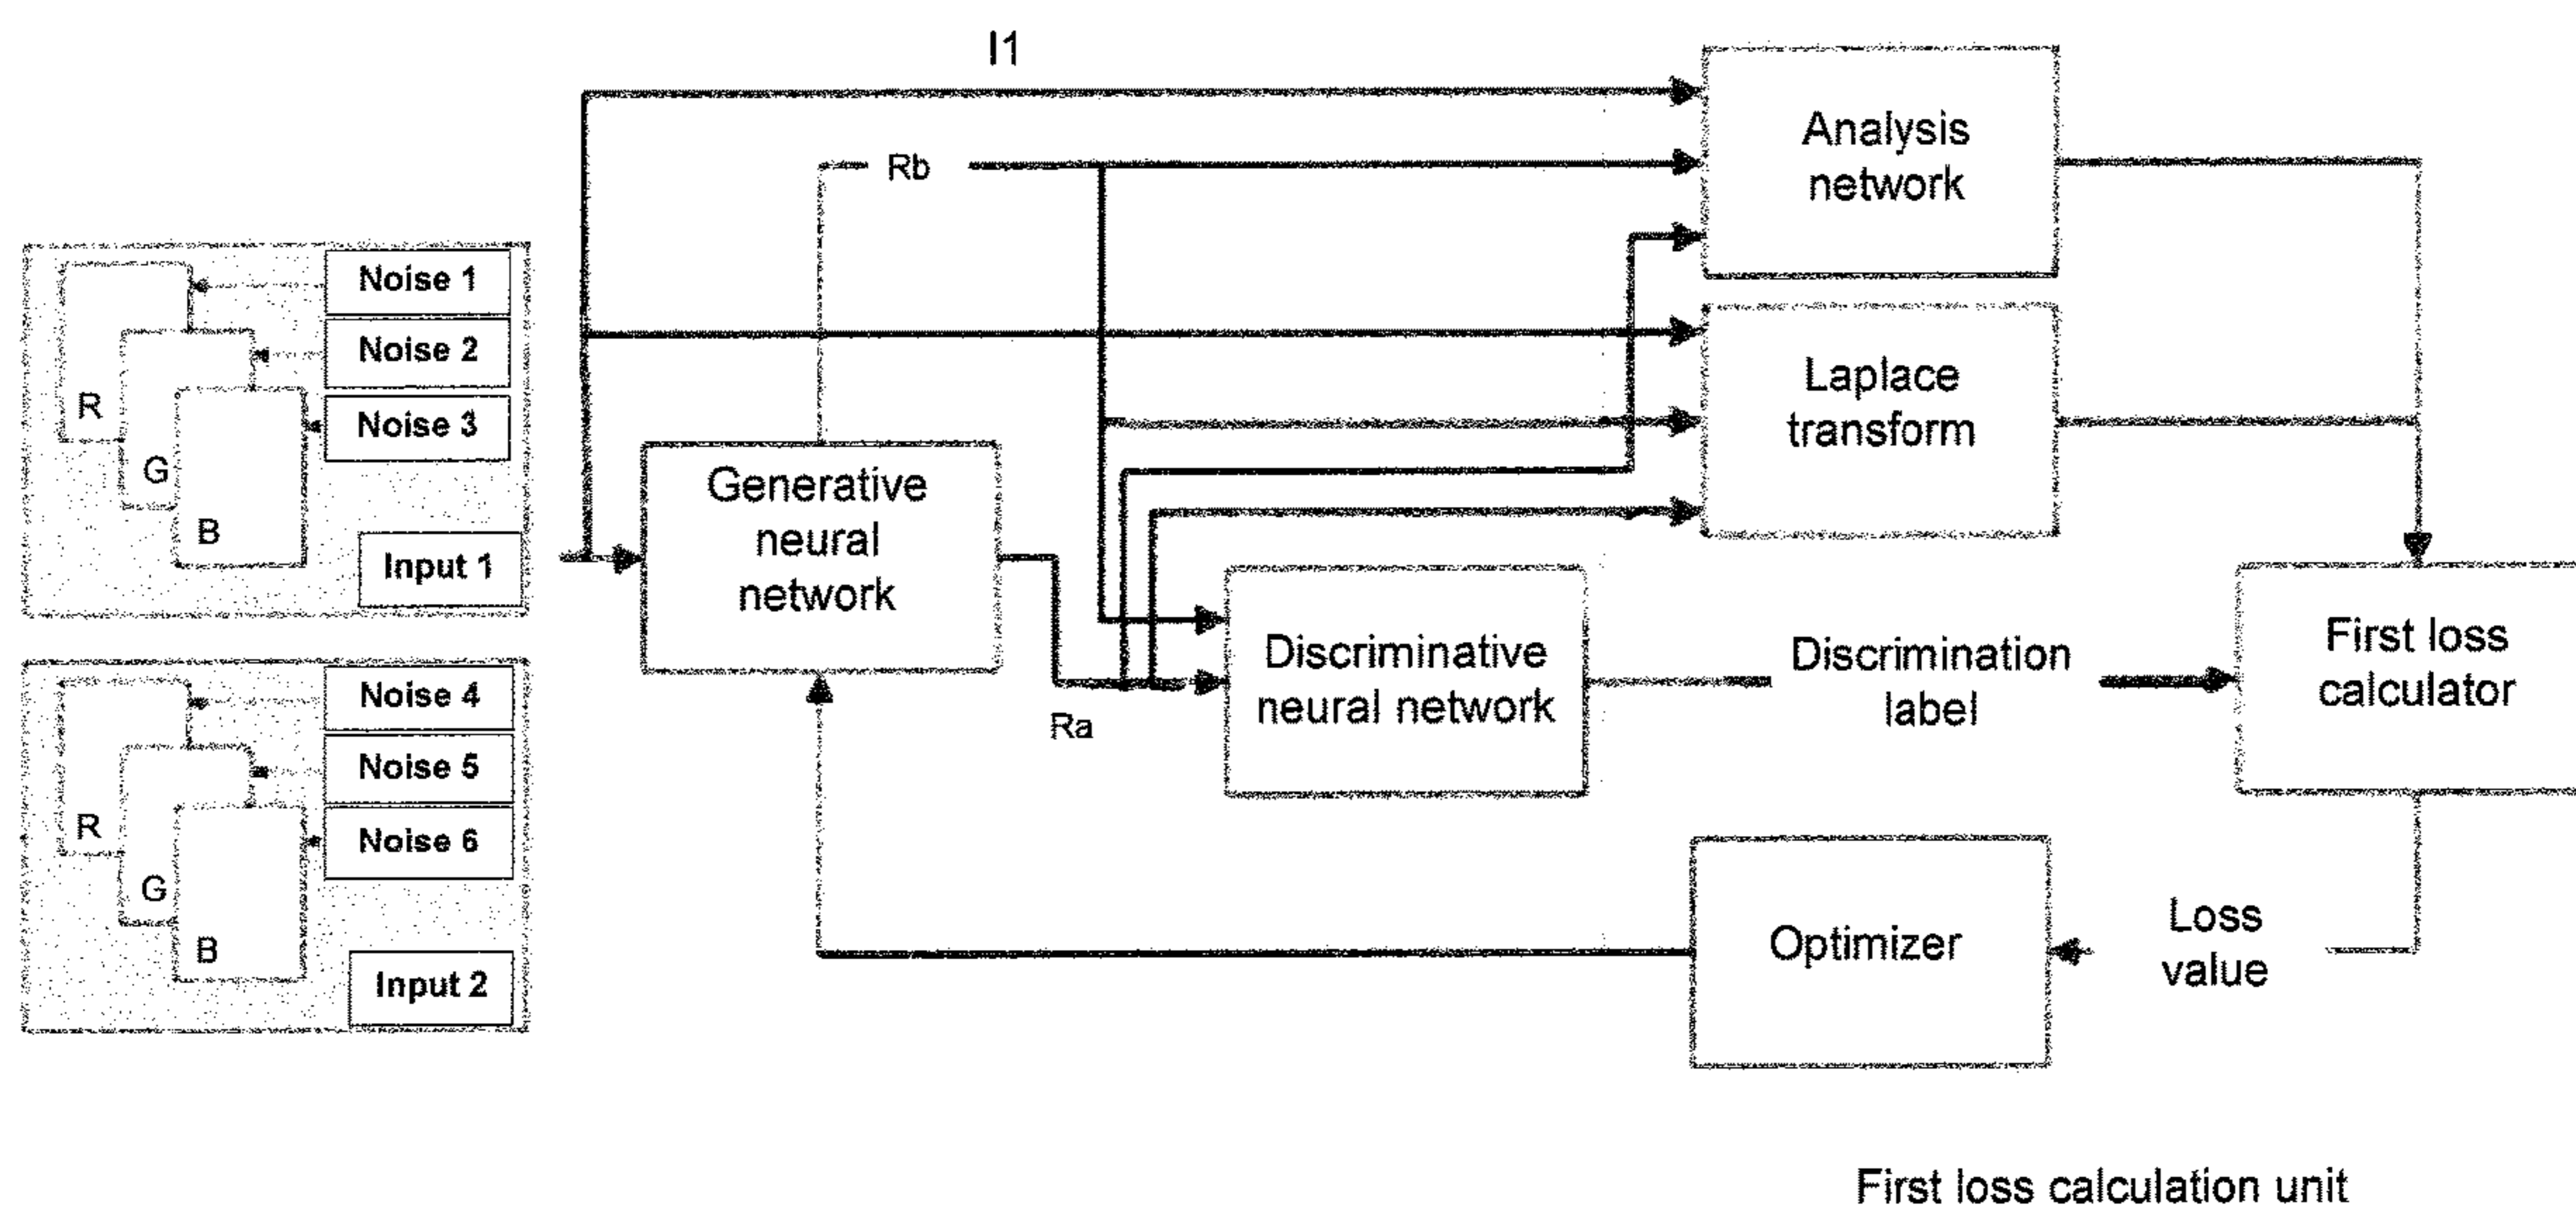 I1
Rb
Analysis
network
Noise 1
Noise 2
Noise 3
R
G
B
Input 1
Laplace
transform
Generative
neural
network
Ra
Discriminative
neural network
Discrimination
label
First loss
calculator
Noise 4
Noise 5
Noise 6
R
G
B
Input 2
Optimizer
Loss
value
First loss calculation unit